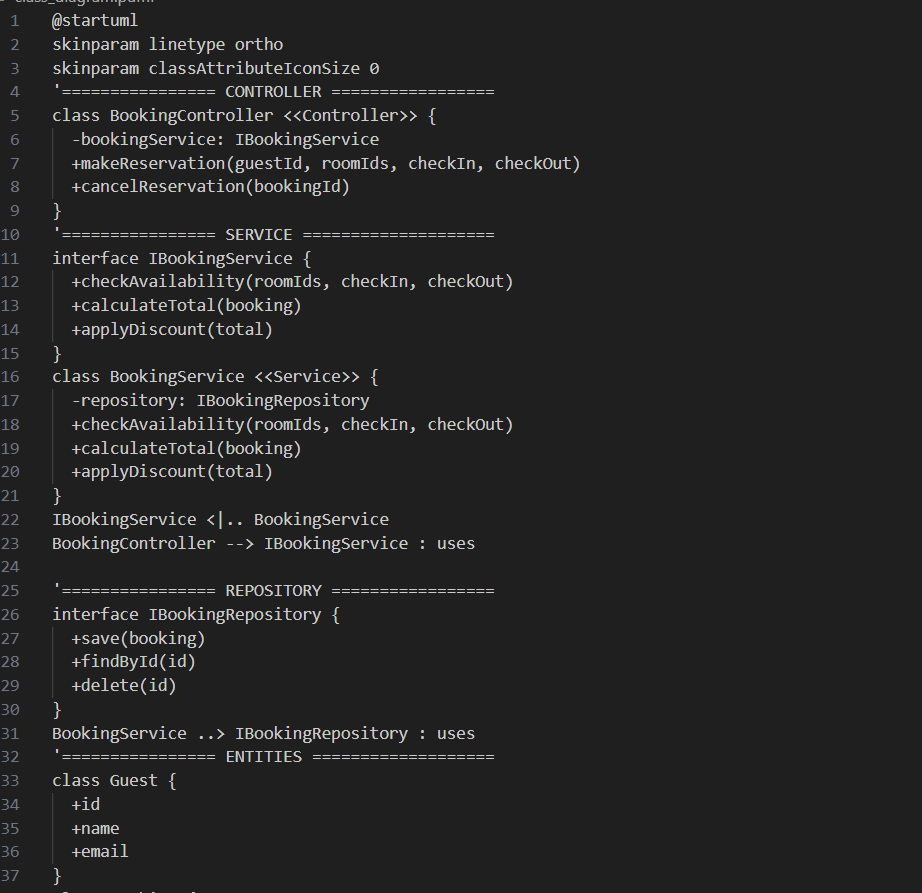 1 @startuml
2 skinparam linetype ortho
3 skinparam classAttributeIconSize 0
4 '================ CONTROLLER =================
5 class BookingController <<Controller>> {
6   -bookingService: IBookingService
7   +makeReservation(guestId, roomIds, checkIn, checkOut)
8   +cancelReservation(bookingId)
9 }
10 '================ SERVICE ====================
11 interface IBookingService {
12   +checkAvailability(roomIds, checkIn, checkOut)
13   +calculateTotal(booking)
14   +applyDiscount(total)
15 }
16 class BookingService <<Service>> {
17   -repository: IBookingRepository
18   +checkAvailability(roomIds, checkIn, checkOut)
19   +calculateTotal(booking)
20   +applyDiscount(total)
21 }
22 IBookingService <|.. BookingService
23 BookingController --> IBookingService : uses
24
25 '================ REPOSITORY =================
26 interface IBookingRepository {
27   +save(booking)
28   +findById(id)
29   +delete(id)
30 }
31 BookingService ..> IBookingRepository : uses
32 '================ ENTITIES ===================
33 class Guest {
34   +id
35   +name
36   +email
37 }